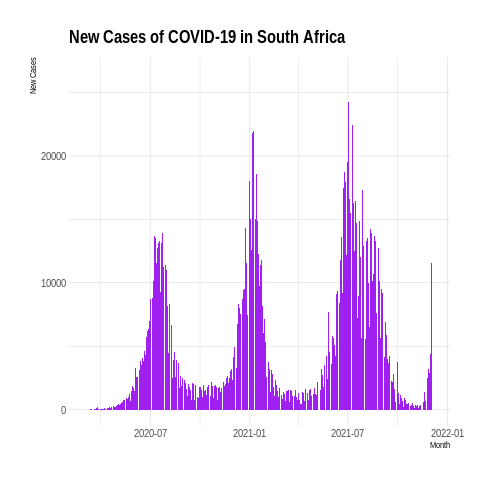 New Cases of COVID-19 in South Africa
New Cases
20000
10000
0
2020-07 2021-01 2021-07 2022-01
Month